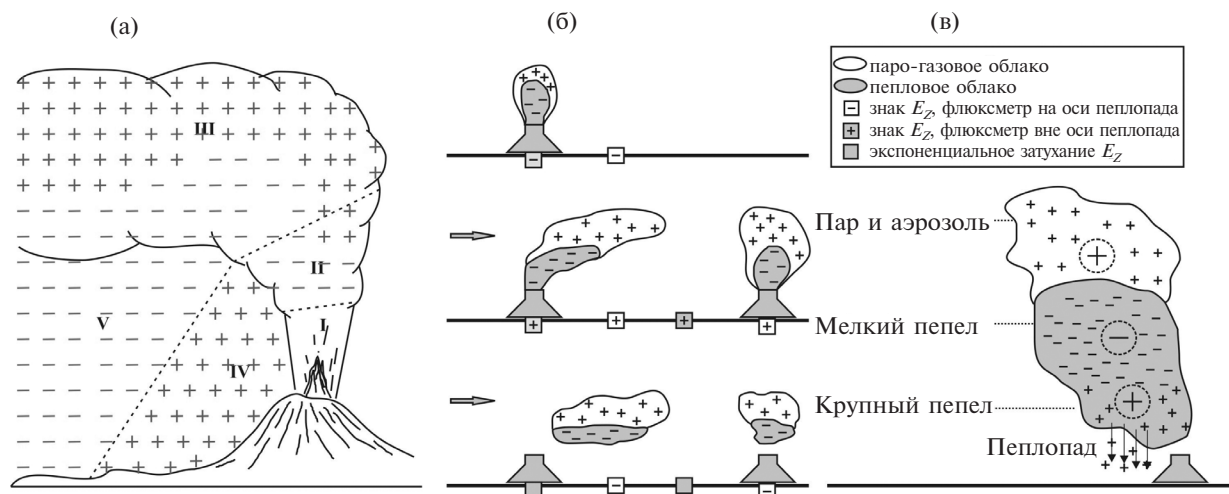 (а)
(б)
(в)
III
II
I
V
IV
паро-газовое облако
пепловое облако
знак E_Z, флюксметр на оси пеплопада
знак E_Z, флюксметр вне оси пеплопада
экспоненциальное затухание E_Z
Пар и аэрозоль
Мелкий пепел
Крупный пепел
Пеплопад